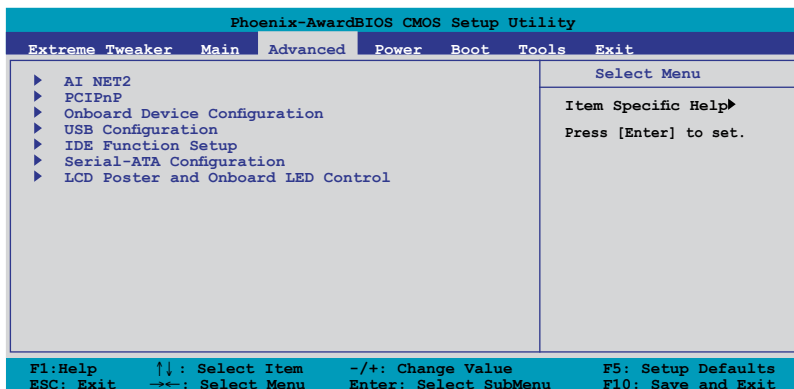 Phoenix-AwardBIOS CMOS Setup Utility
Extreme Tweaker Main Advanced Power Boot Tools Exit
AI NET2
PCIPnP
Onboard Device Configuration
USB Configuration
IDE Function Setup
Serial-ATA Configuration
LCD Poster and Onboard LED Control
Select Menu
Item Specific Help
Press [Enter] to set.
F1:Help ↑↓: Select Item -/+: Change Value F5: Setup Defaults
ESC: Exit →←: Select Menu Enter: Select SubMenu F10: Save and Exit